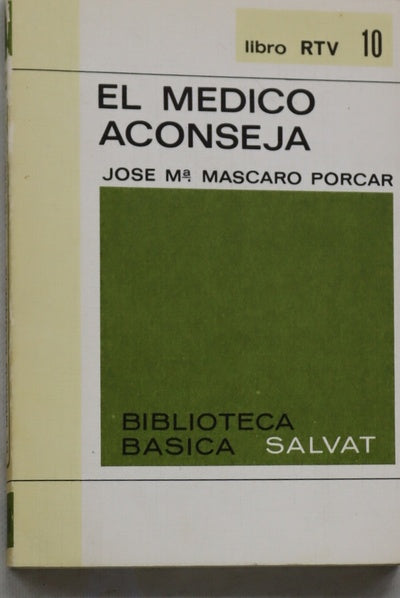 libro RTV 10
EL MEDICO
ACONSEJA
JOSE Mª MASCARO PORCAR
BIBLIOTECA
BASICA SALVAT